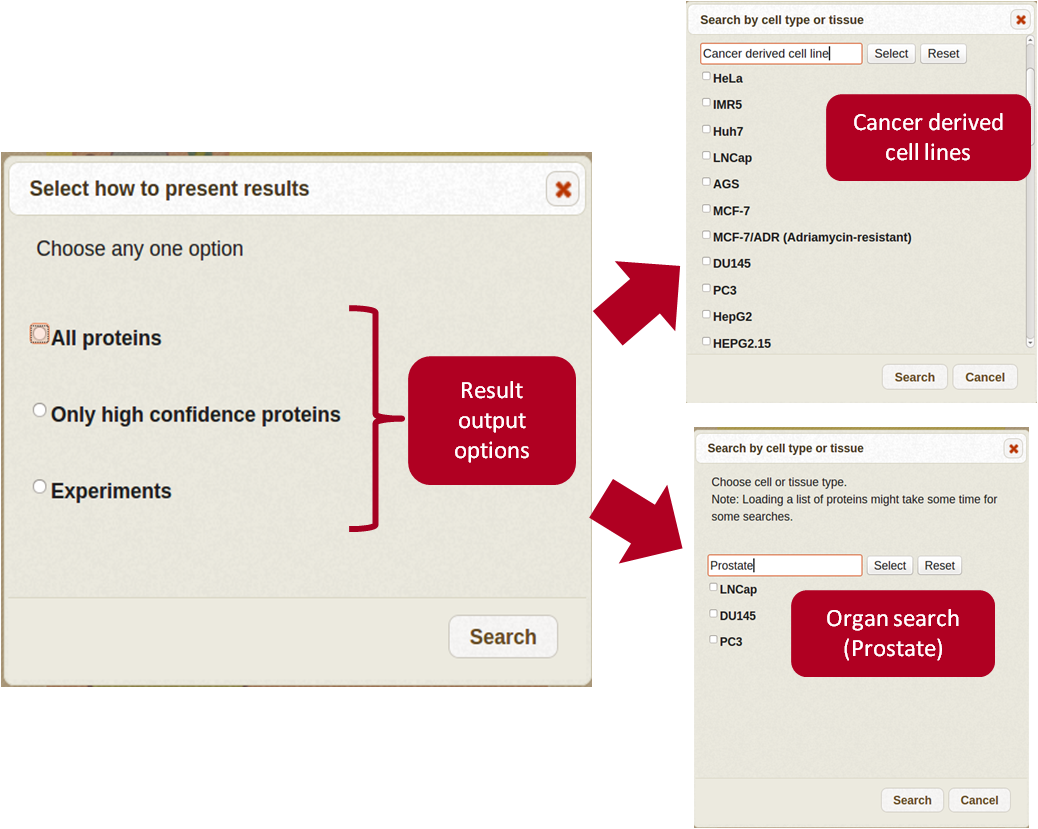 Select how to present results
Choose any one option
All proteins
Only high confidence proteins
Experiments
Result
output
options
Search
Search by cell type or tissue
Cancer derived cell line
Select
Reset
HeLa
IMR5
Huh7
LNCap
AGS
MCF-7
MCF-7/ADR (Adriamycin-resistant)
DU145
PC3
HepG2
HEPG2.15
Cancer derived
cell lines
Search
Cancel
Search by cell type or tissue
Choose cell or tissue type.
Note: Loading a list of proteins might take some time for
some searches.
Prostate
Select
Reset
LNCap
DU145
PC3
Organ search
(Prostate)
Search
Cancel